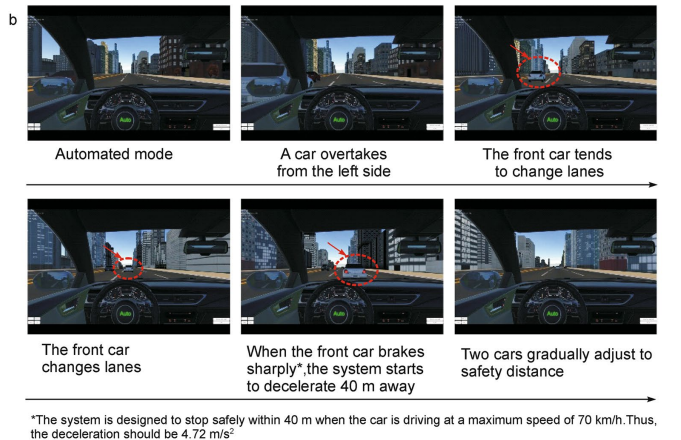 b
Auto
Auto
Auto
Automated mode
A car overtakes
from the left side
The front car tends
to change lanes
Auto
Auto
Auto
The front car
changes lanes
When the front car brakes
sharply*,the system starts
to decelerate 40 m away
Two cars gradually adjust to
safety distance
*The system is designed to stop safely within 40 m when the car is driving at a maximum speed of 70 km/h.Thus,
the deceleration should be 4.72 m/s²